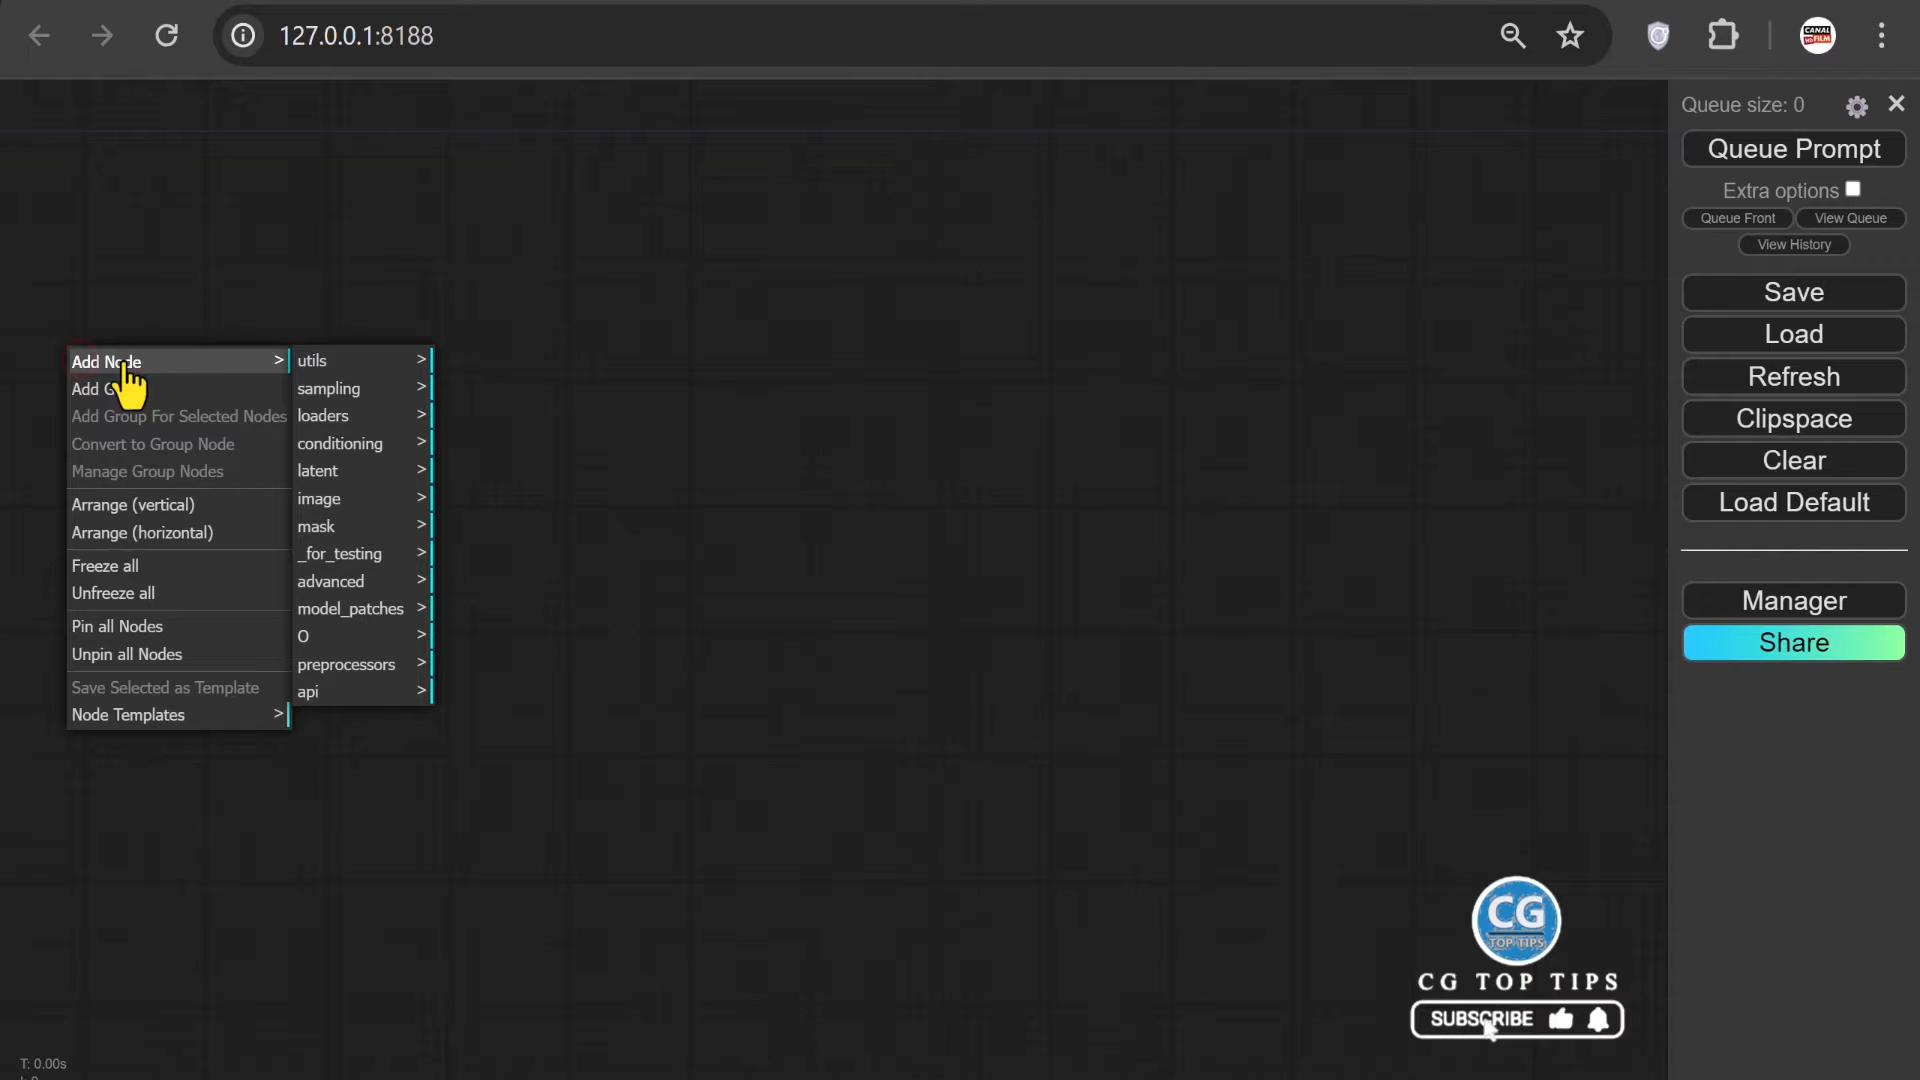 127.0.0.1:8188
CANAL
HD FILM
Queue size: 0
Queue Prompt
Extra options
Queue Front
View Queue
View History
Save
Load
Refresh
Clipspace
Clear
Load Default
Manager
Share
Add Node >
Add G
Add Group For Selected Nodes
Convert to Group Node
Manage Group Nodes
Arrange (vertical)
Arrange (horizontal)
Freeze all
Unfreeze all
Pin all Nodes
Unpin all Nodes
Save Selected as Template
Node Templates >
utils >
sampling >
loaders >
conditioning >
latent >
image >
mask >
_for_testing >
advanced >
model_patches >
O >
preprocessors >
api >
CG
TOP TIPS
CG TOP TIPS
SUBSCRIBE
T: 0.00s